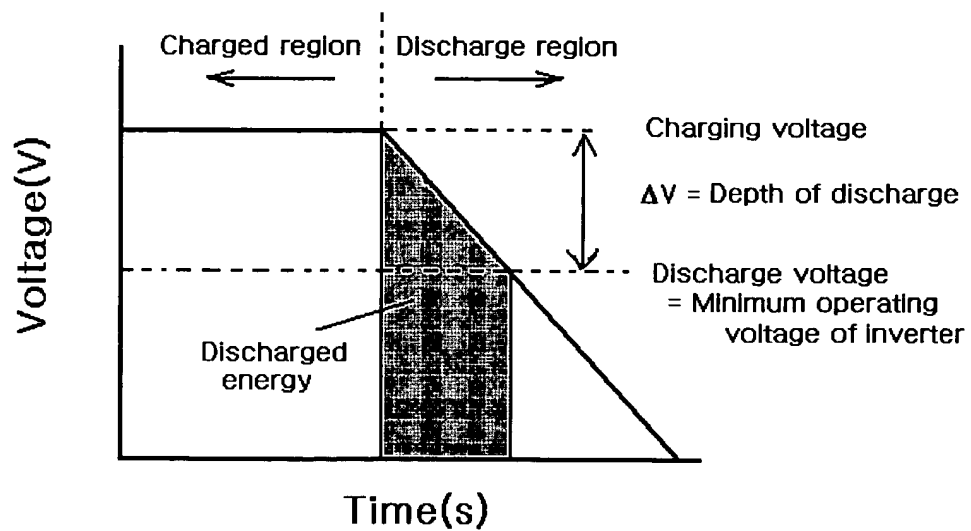 Charged region
Discharge region
Voltage(V)
Charging voltage
ΔV = Depth of discharge
Discharge voltage
= Minimum operating
voltage of inverter
Discharged
energy
Time(s)